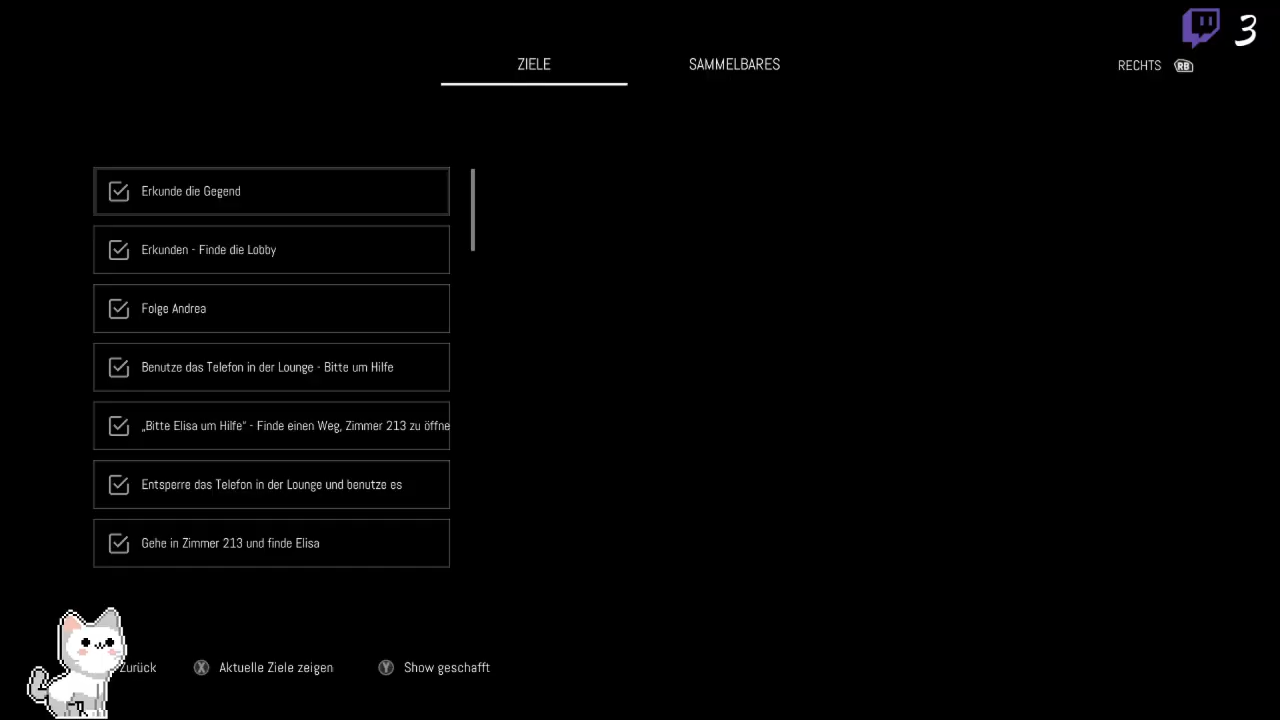 3
ZIELE
SAMMELBARES
RECHTS RB
Erkunde die Gegend
Erkunden - Finde die Lobby
Folge Andrea
Benutze das Telefon in der Lounge - Bitte um Hilfe
„Bitte Elisa um Hilfe“ - Finde einen Weg, Zimmer 213 zu öffne
Entsperre das Telefon in der Lounge und benutze es
Gehe in Zimmer 213 und finde Elisa
Zurück
X Aktuelle Ziele zeigen
Y Show geschafft